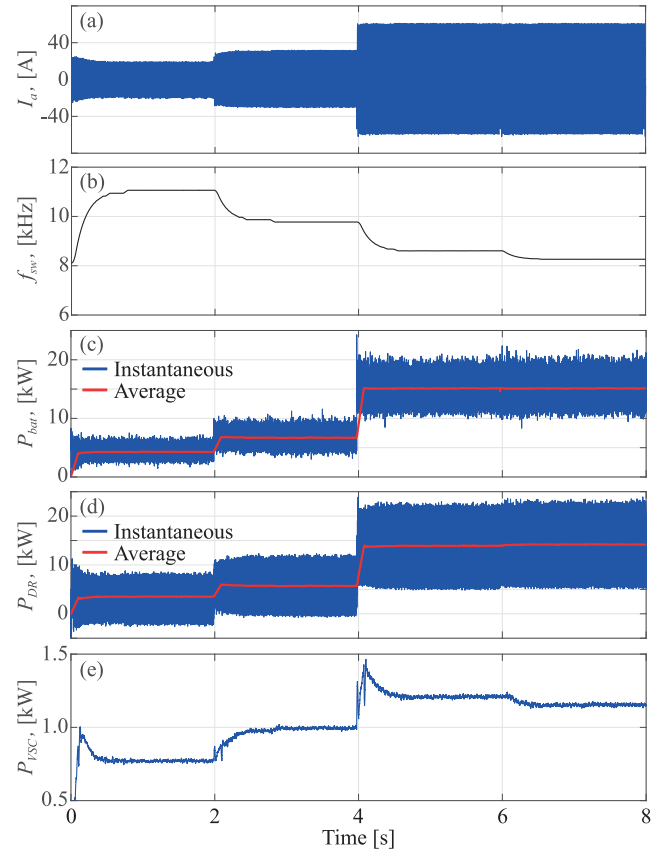 (a)
I_a, [A]
40
0
-40
(b)
f_sw, [kHz]
12
10
8
6
(c)
P_bat, [kW]
20
15
10
5
0
Instantaneous
Average
(d)
P_DR, [kW]
20
10
0
Instantaneous
Average
(e)
P_VSC, [kW]
1.5
1.0
0.5
0 2 4 6 8
Time [s]